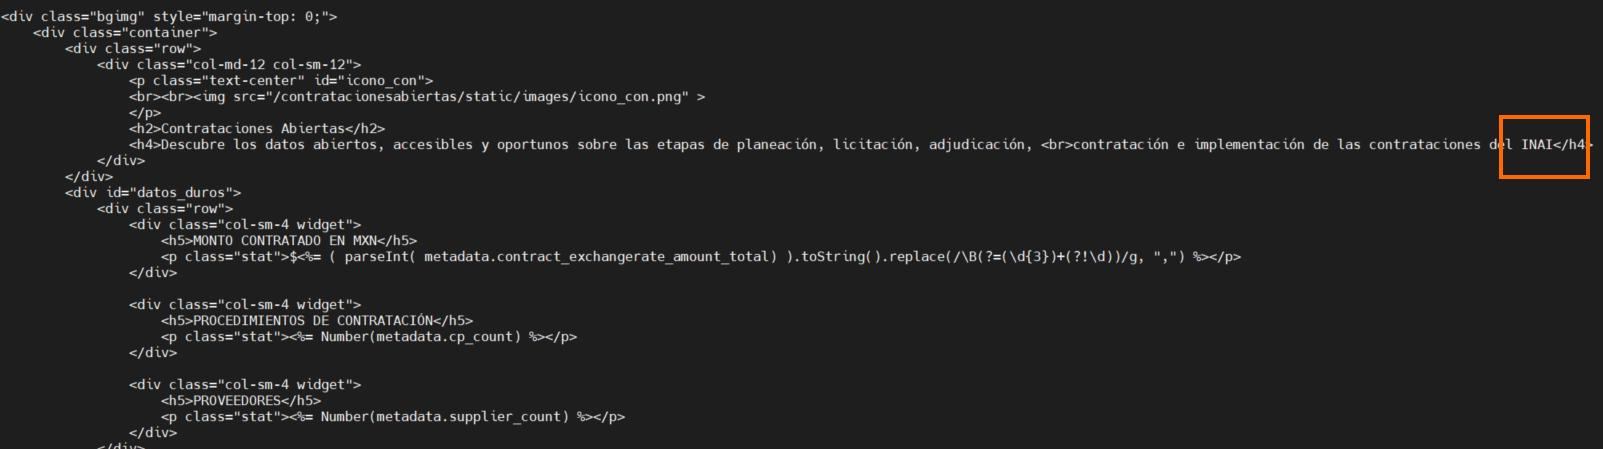 <div class="bgimg" style="margin-top: 0;">
<div class="container">
<div class="row">
<div class="col-md-12 col-sm-12">
<p class="text-center" id="icono_con">
<br><br><img src="/contratacionesabiertas/static/images/icono_con.png" >
</p>
<h2>Contrataciones Abiertas</h2>
<h4>Descubre los datos abiertos, accesibles y oportunos sobre las etapas de planeación, licitación, adjudicación, <br>contratación e implementación de las contrataciones del INAI</h4>
</div>
</div>
<div id="datos_duros">
<div class="row">
<div class="col-sm-4 widget">
<h5>MONTO CONTRATADO EN MXN</h5>
<p class="stat">$<%= ( parseInt( metadata.contract_exchangerate_amount_total) ).toString().replace(/\B(?=(\d{3})+(?!\d))/g, ",") %></p>
</div>
<div class="col-sm-4 widget">
<h5>PROCEDIMIENTOS DE CONTRATACIÓN</h5>
<p class="stat"><%= Number(metadata.cp_count) %></p>
</div>
<div class="col-sm-4 widget">
<h5>PROVEEDORES</h5>
<p class="stat"><%= Number(metadata.supplier_count) %></p>
</div>
</div>